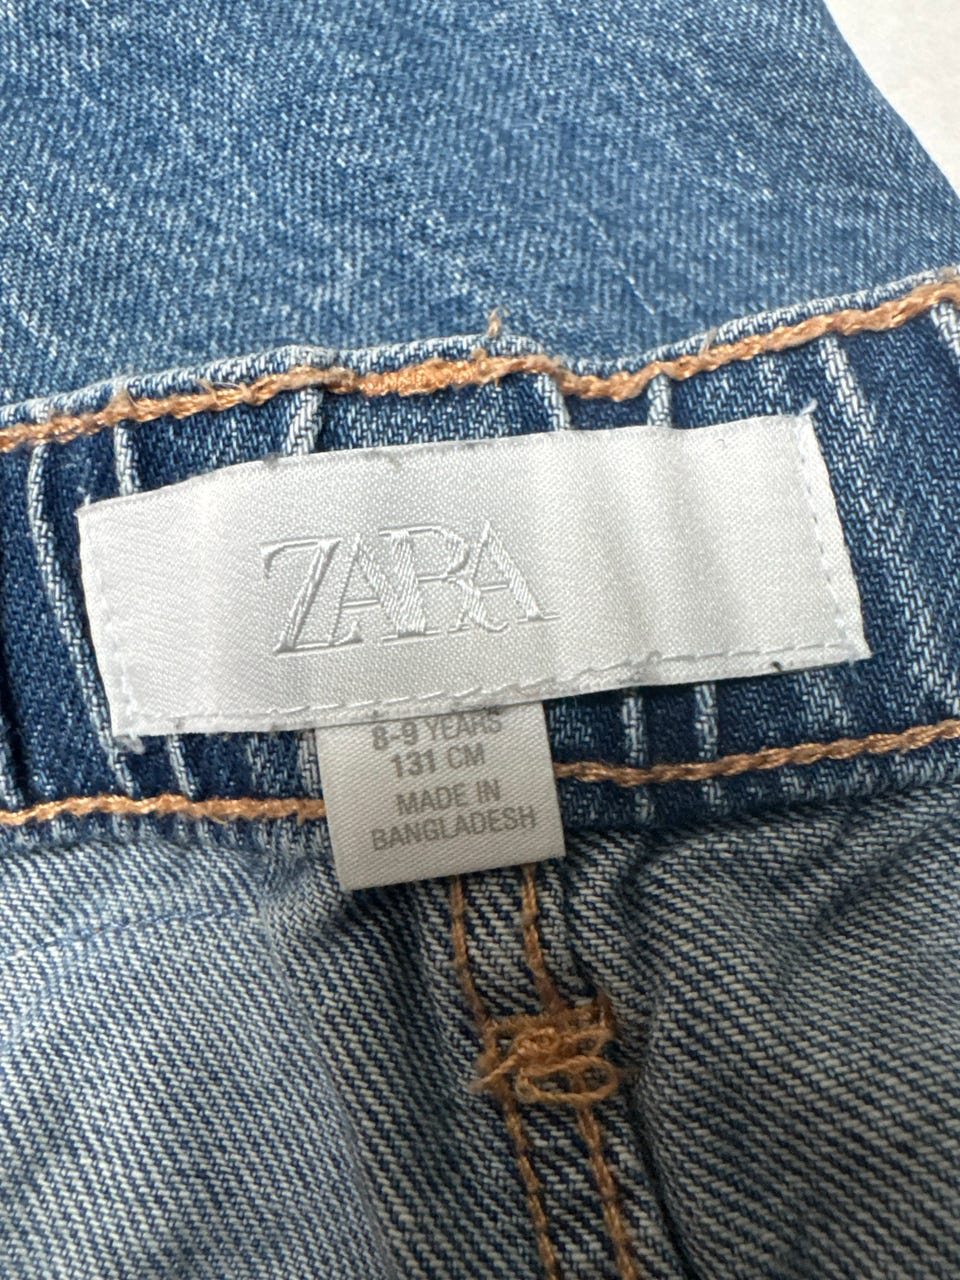 ZARA
8-9 YEARS
131 CM
MADE IN
BANGLADESH